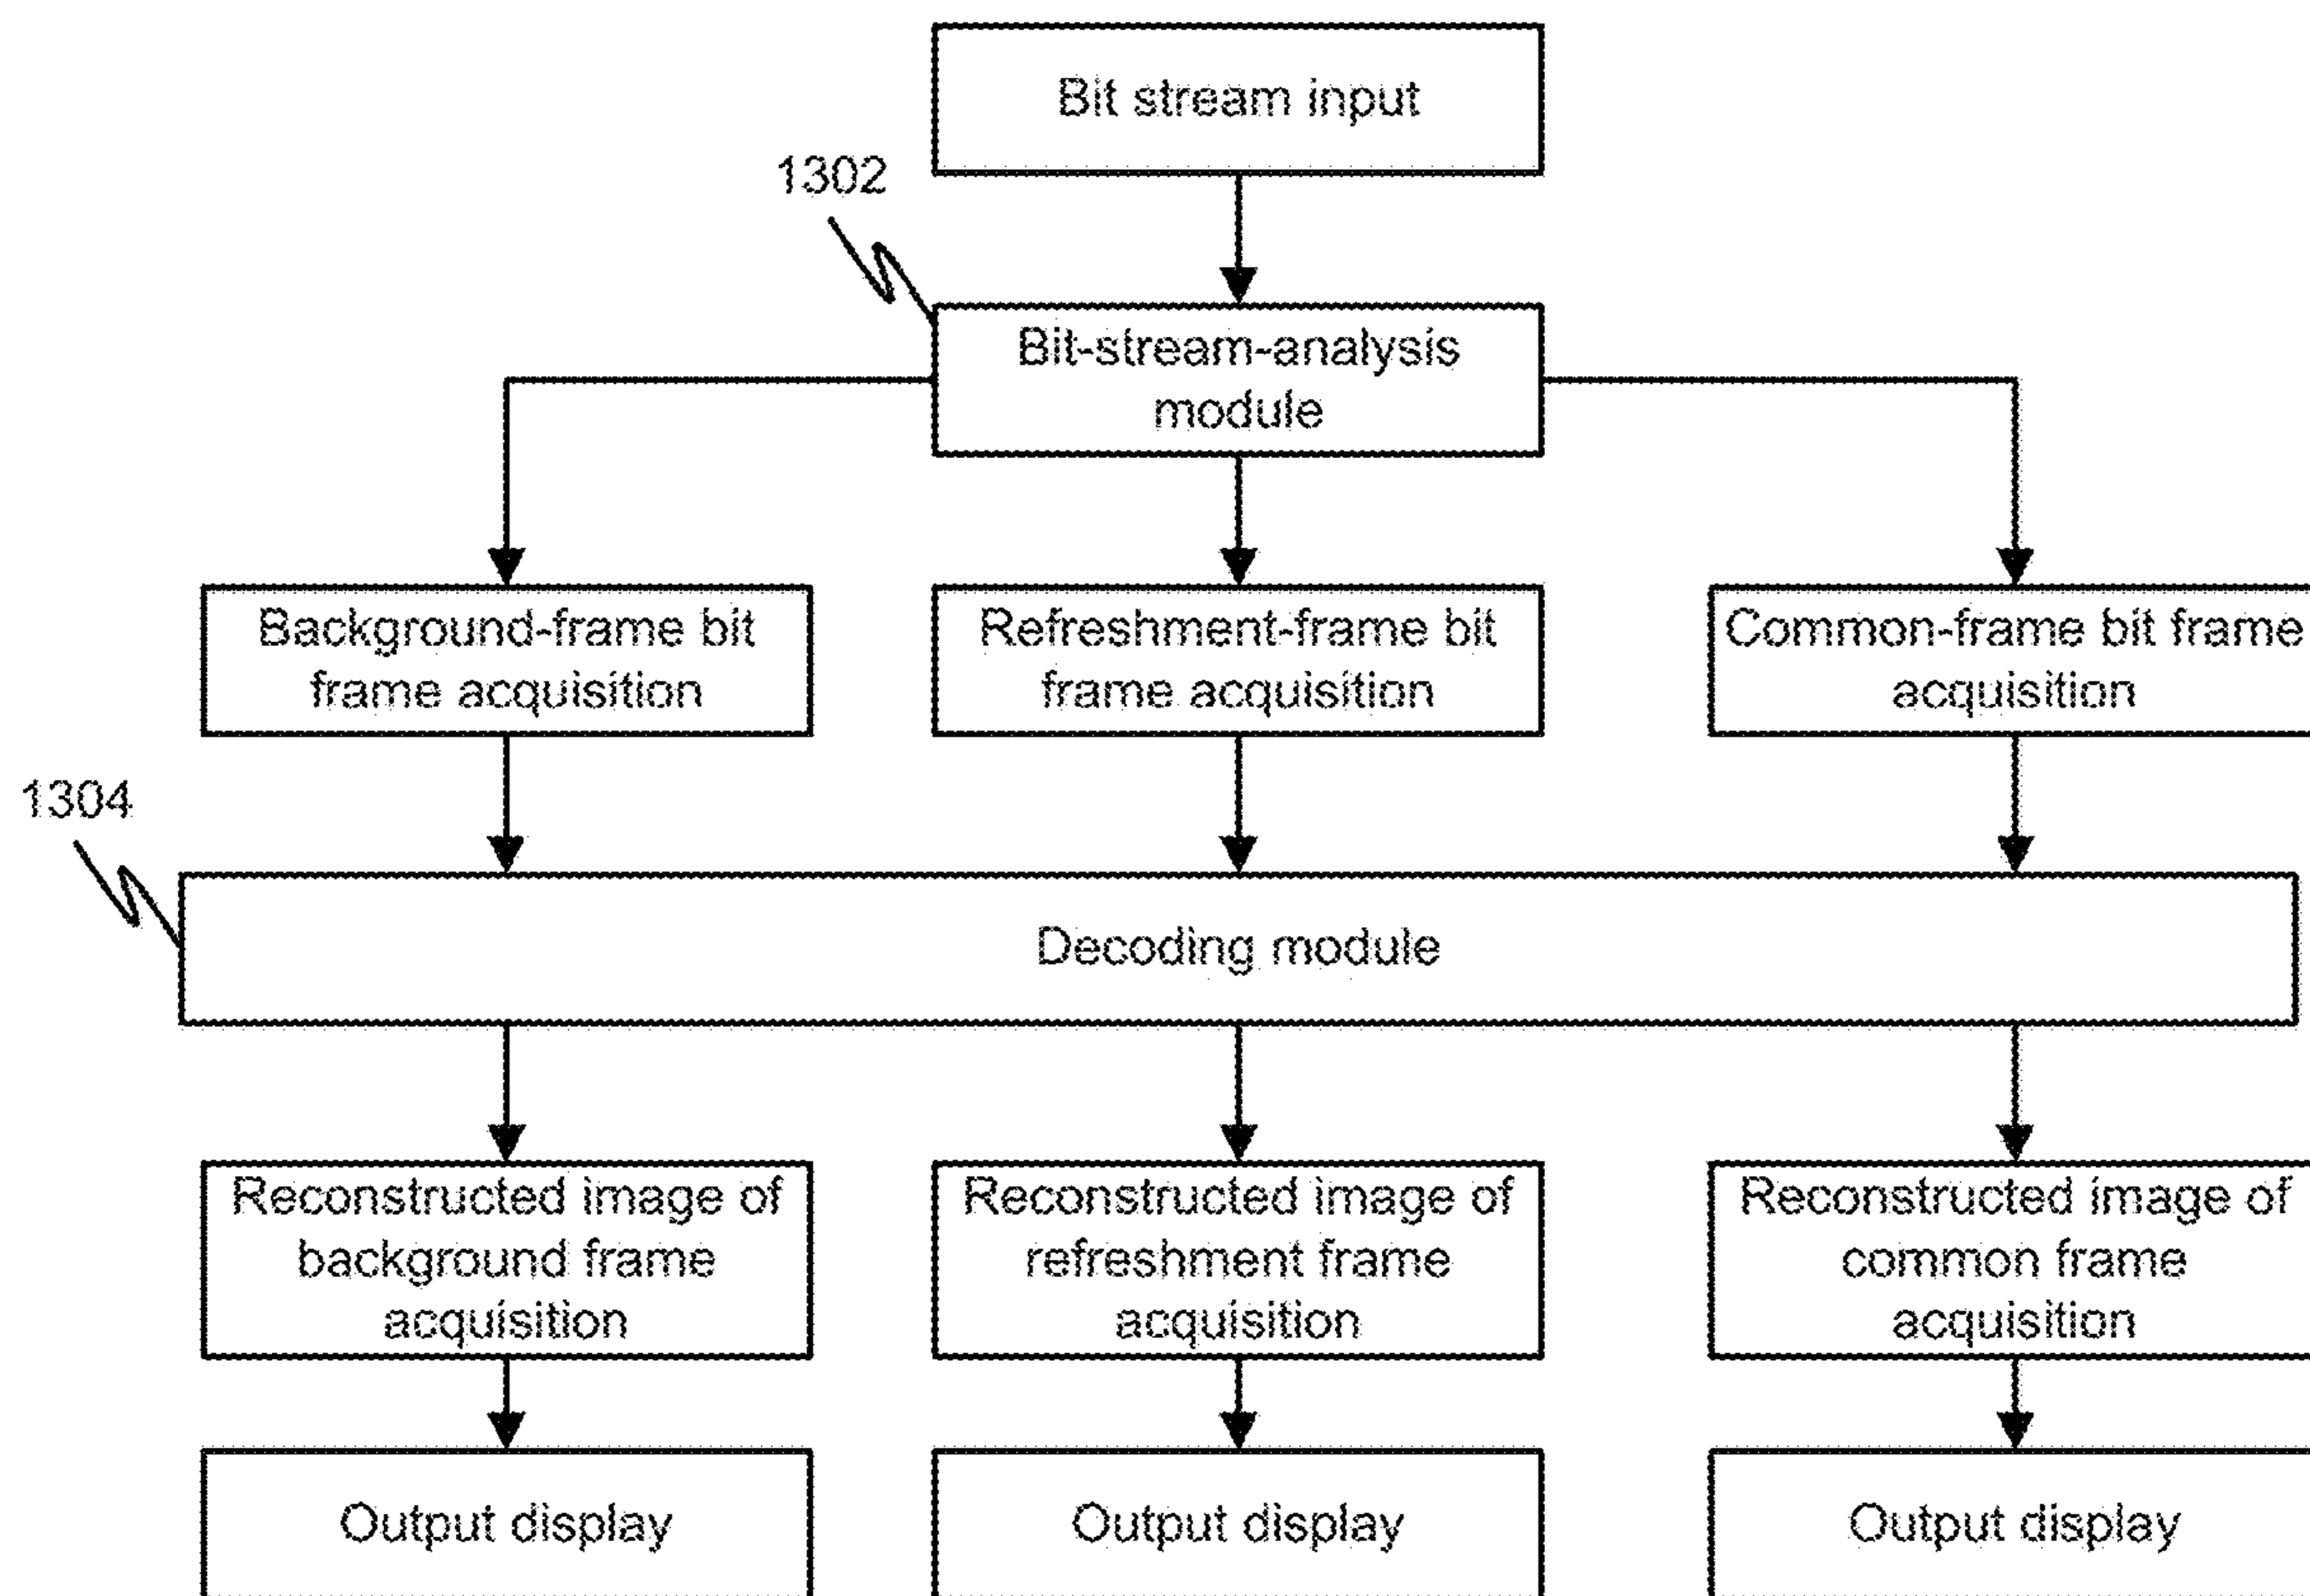 Bit stream input
1302
Bit-stream-analysis
module
Background-frame bit
frame acquisition
Refreshment-frame bit
frame acquisition
Common-frame bit frame
acquisition
1304
Decoding module
Reconstructed image of
background frame
acquisition
Reconstructed image of
refreshment frame
acquisition
Reconstructed image of
common frame
acquisition
Output display
Output display
Output display